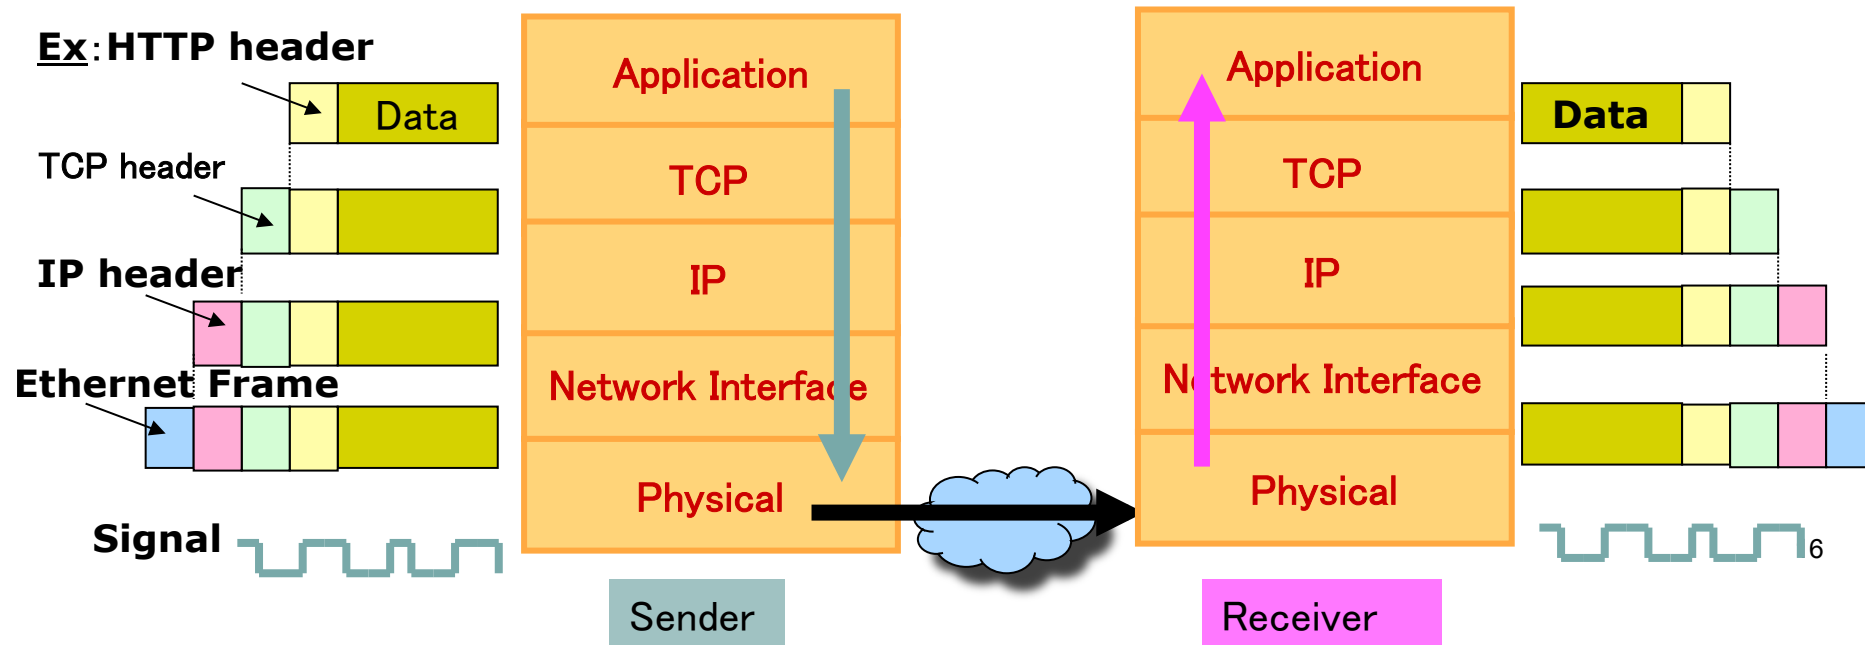 Ex:HTTP header
Data
TCP header
IP header
Ethernet Frame
Signal
Application
TCP
IP
Network Interface
Physical
Sender
Application
TCP
IP
Network Interface
Physical
Receiver
Data
6